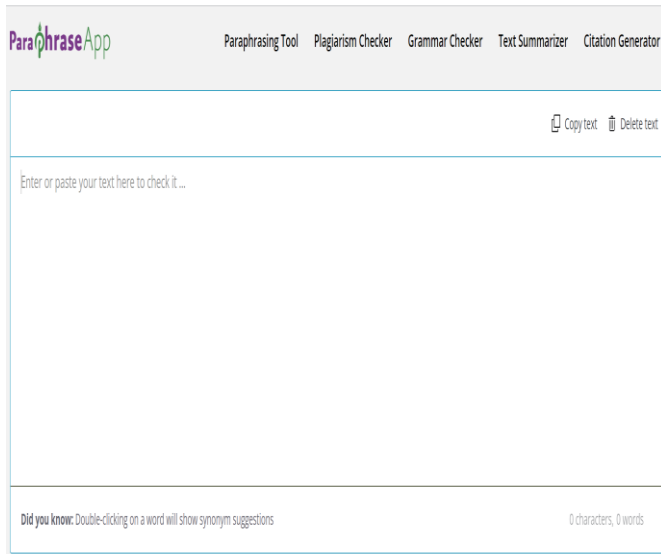 ParaphraseApp Paraphrasing Tool Plagiarism Checker Grammar Checker Text Summarizer Citation Generator
Copy text Delete text
Enter or paste your text here to check it ...
Did you know: Double-clicking on a word will show synonym suggestions 0 characters, 0 words